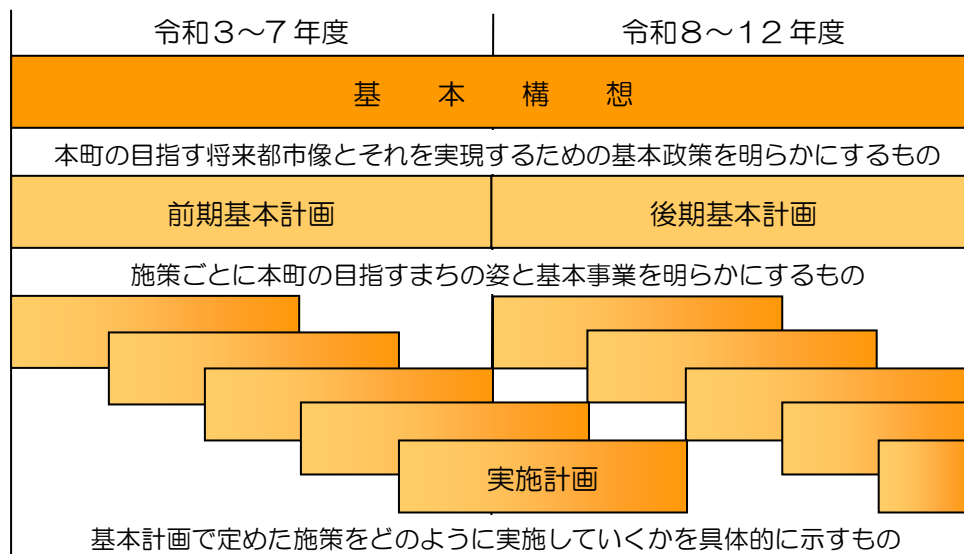 令和３～７年度
令和８～１２年度
基本構想
本町の目指す将来都市像とそれを実現するための基本政策を明らかにするもの
前期基本計画
後期基本計画
施策ごとに本町の目指すまちの姿と基本事業を明らかにするもの
実施計画
基本計画で定めた施策をどのように実施していくかを具体的に示すもの